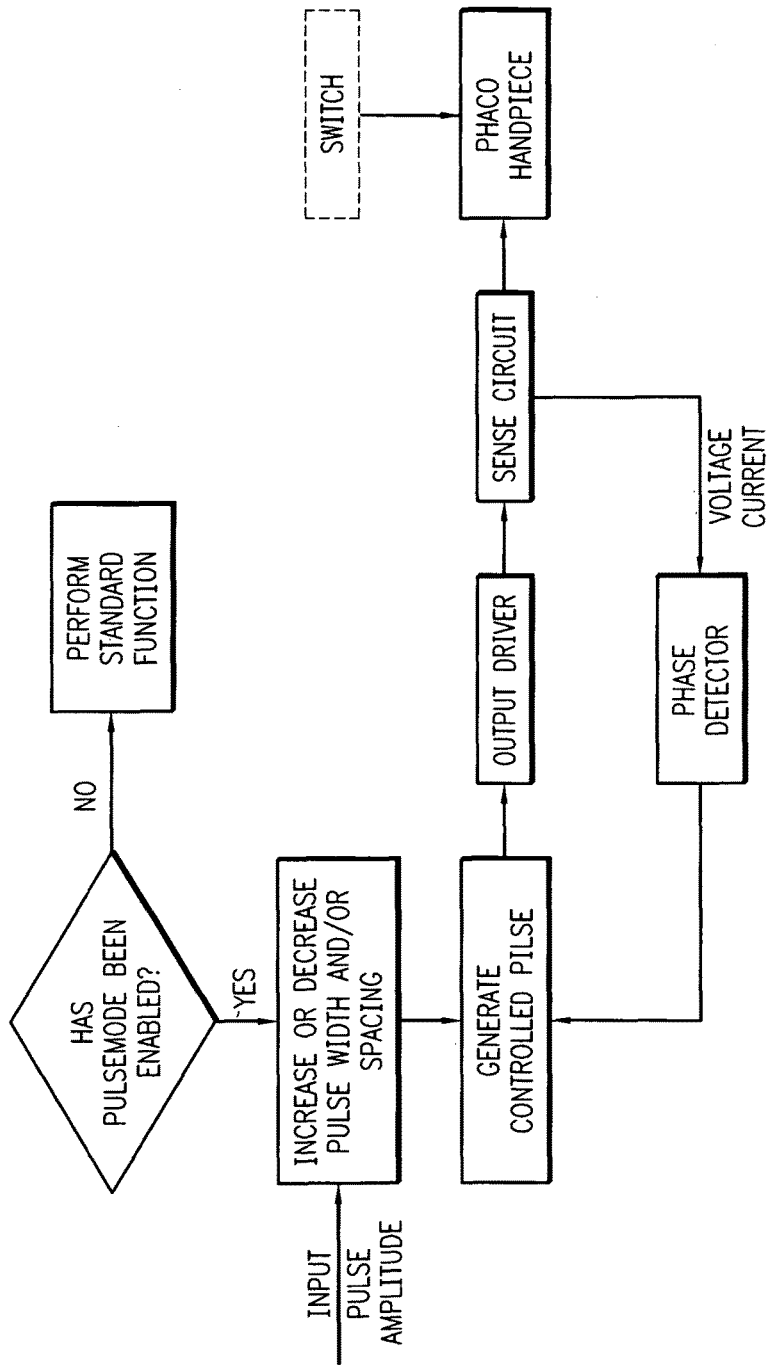 HAS
PULSEMODE BEEN
ENABLED?
NO
PERFORM
STANDARD
FUNCTION
YES
INPUT
PULSE
AMPLITUDE
INCREASE OR DECREASE
PULSE WIDTH AND/OR
SPACING
GENERATE
CONTROLLED PILSE
OUTPUT DRIVER
SENSE CIRCUIT
SWITCH
PHACO
HANDPIECE
VOLTAGE
CURRENT
PHASE
DETECTOR